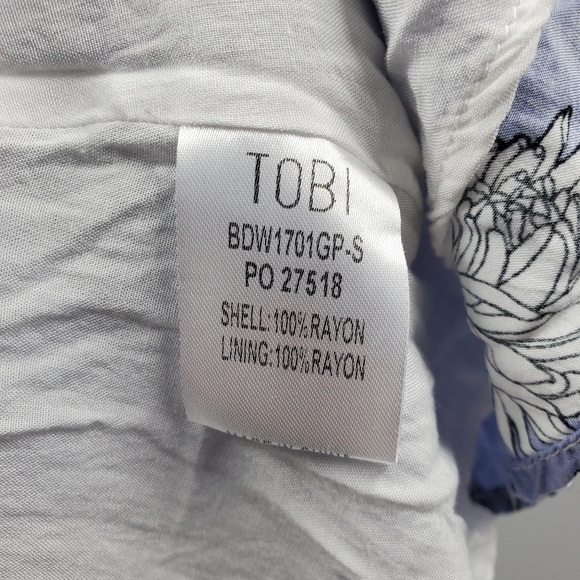 TOBI
BDW1701GP-S
PO 27518
SHELL:100%RAYON
LINING:100%RAYON